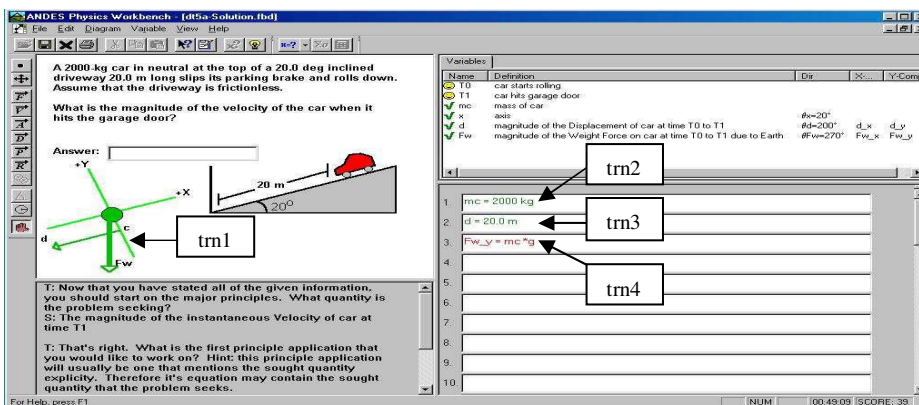 ANDES Physics Workbench - [dt5a-Solution.fbd]
File Edit Diagram Variable View Help
A 2000-kg car in neutral at the top of a 20.0 deg inclined
driveway 20.0 m long slips its parking brake and rolls down.
Assume that the driveway is frictionless.
What is the magnitude of the velocity of the car when it
hits the garage door?
Answer:
+Y
+X
20 m
20°
d
c
Fw
trn1
T: Now that you have stated all of the given information,
you should start on the major principles. What quantity is
the problem seeking?
S: The magnitude of the instantaneous Velocity of car at
time T1
T: That's right. What is the first principle application that
you would like to work on? Hint: this principle application
will usually be one that mentions the sought quantity
explicity. Therefore it's equation may contain the sought
quantity that the problem seeks.
Variables
Name Definition Dir X-... Y-Comp
T0 car starts rolling
T1 car hits garage door
mc mass of car
x axis θx=20°
d magnitude of the Displacement of car at time T0 to T1 θd=200° d_x d_y
Fw magnitude of the Weight Force on car at time T0 to T1 due to Earth θFw=270° Fw_x Fw_y
trn2
1. mc = 2000 kg
trn3
2. d = 20.0 m
3. Fw_y = mc *g
trn4
4.
5.
6.
7.
8.
9.
10.
For Help, press F1 NUM 00:49:09 SCORE: 39